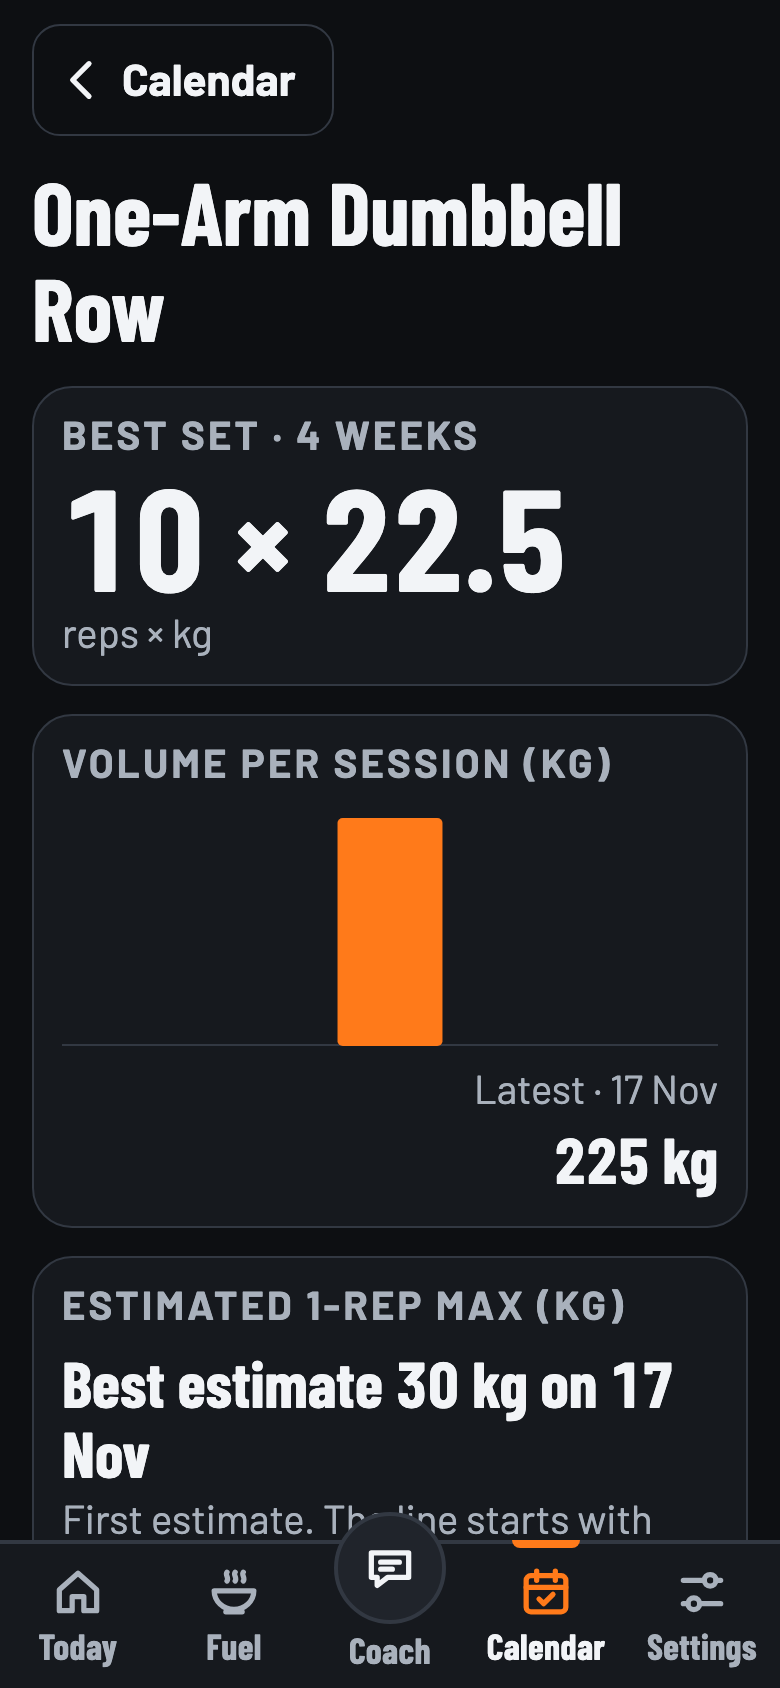 Calendar
One-Arm Dumbbell
Row
BEST SET · 4 WEEKS
10 × 22.5
reps × kg
VOLUME PER SESSION (KG)
Latest · 17 Nov
225 kg
ESTIMATED 1-REP MAX (KG)
Best estimate 30 kg on 17
Nov
First estimate. The line starts with
Today
Fuel
Coach
Calendar
Settings